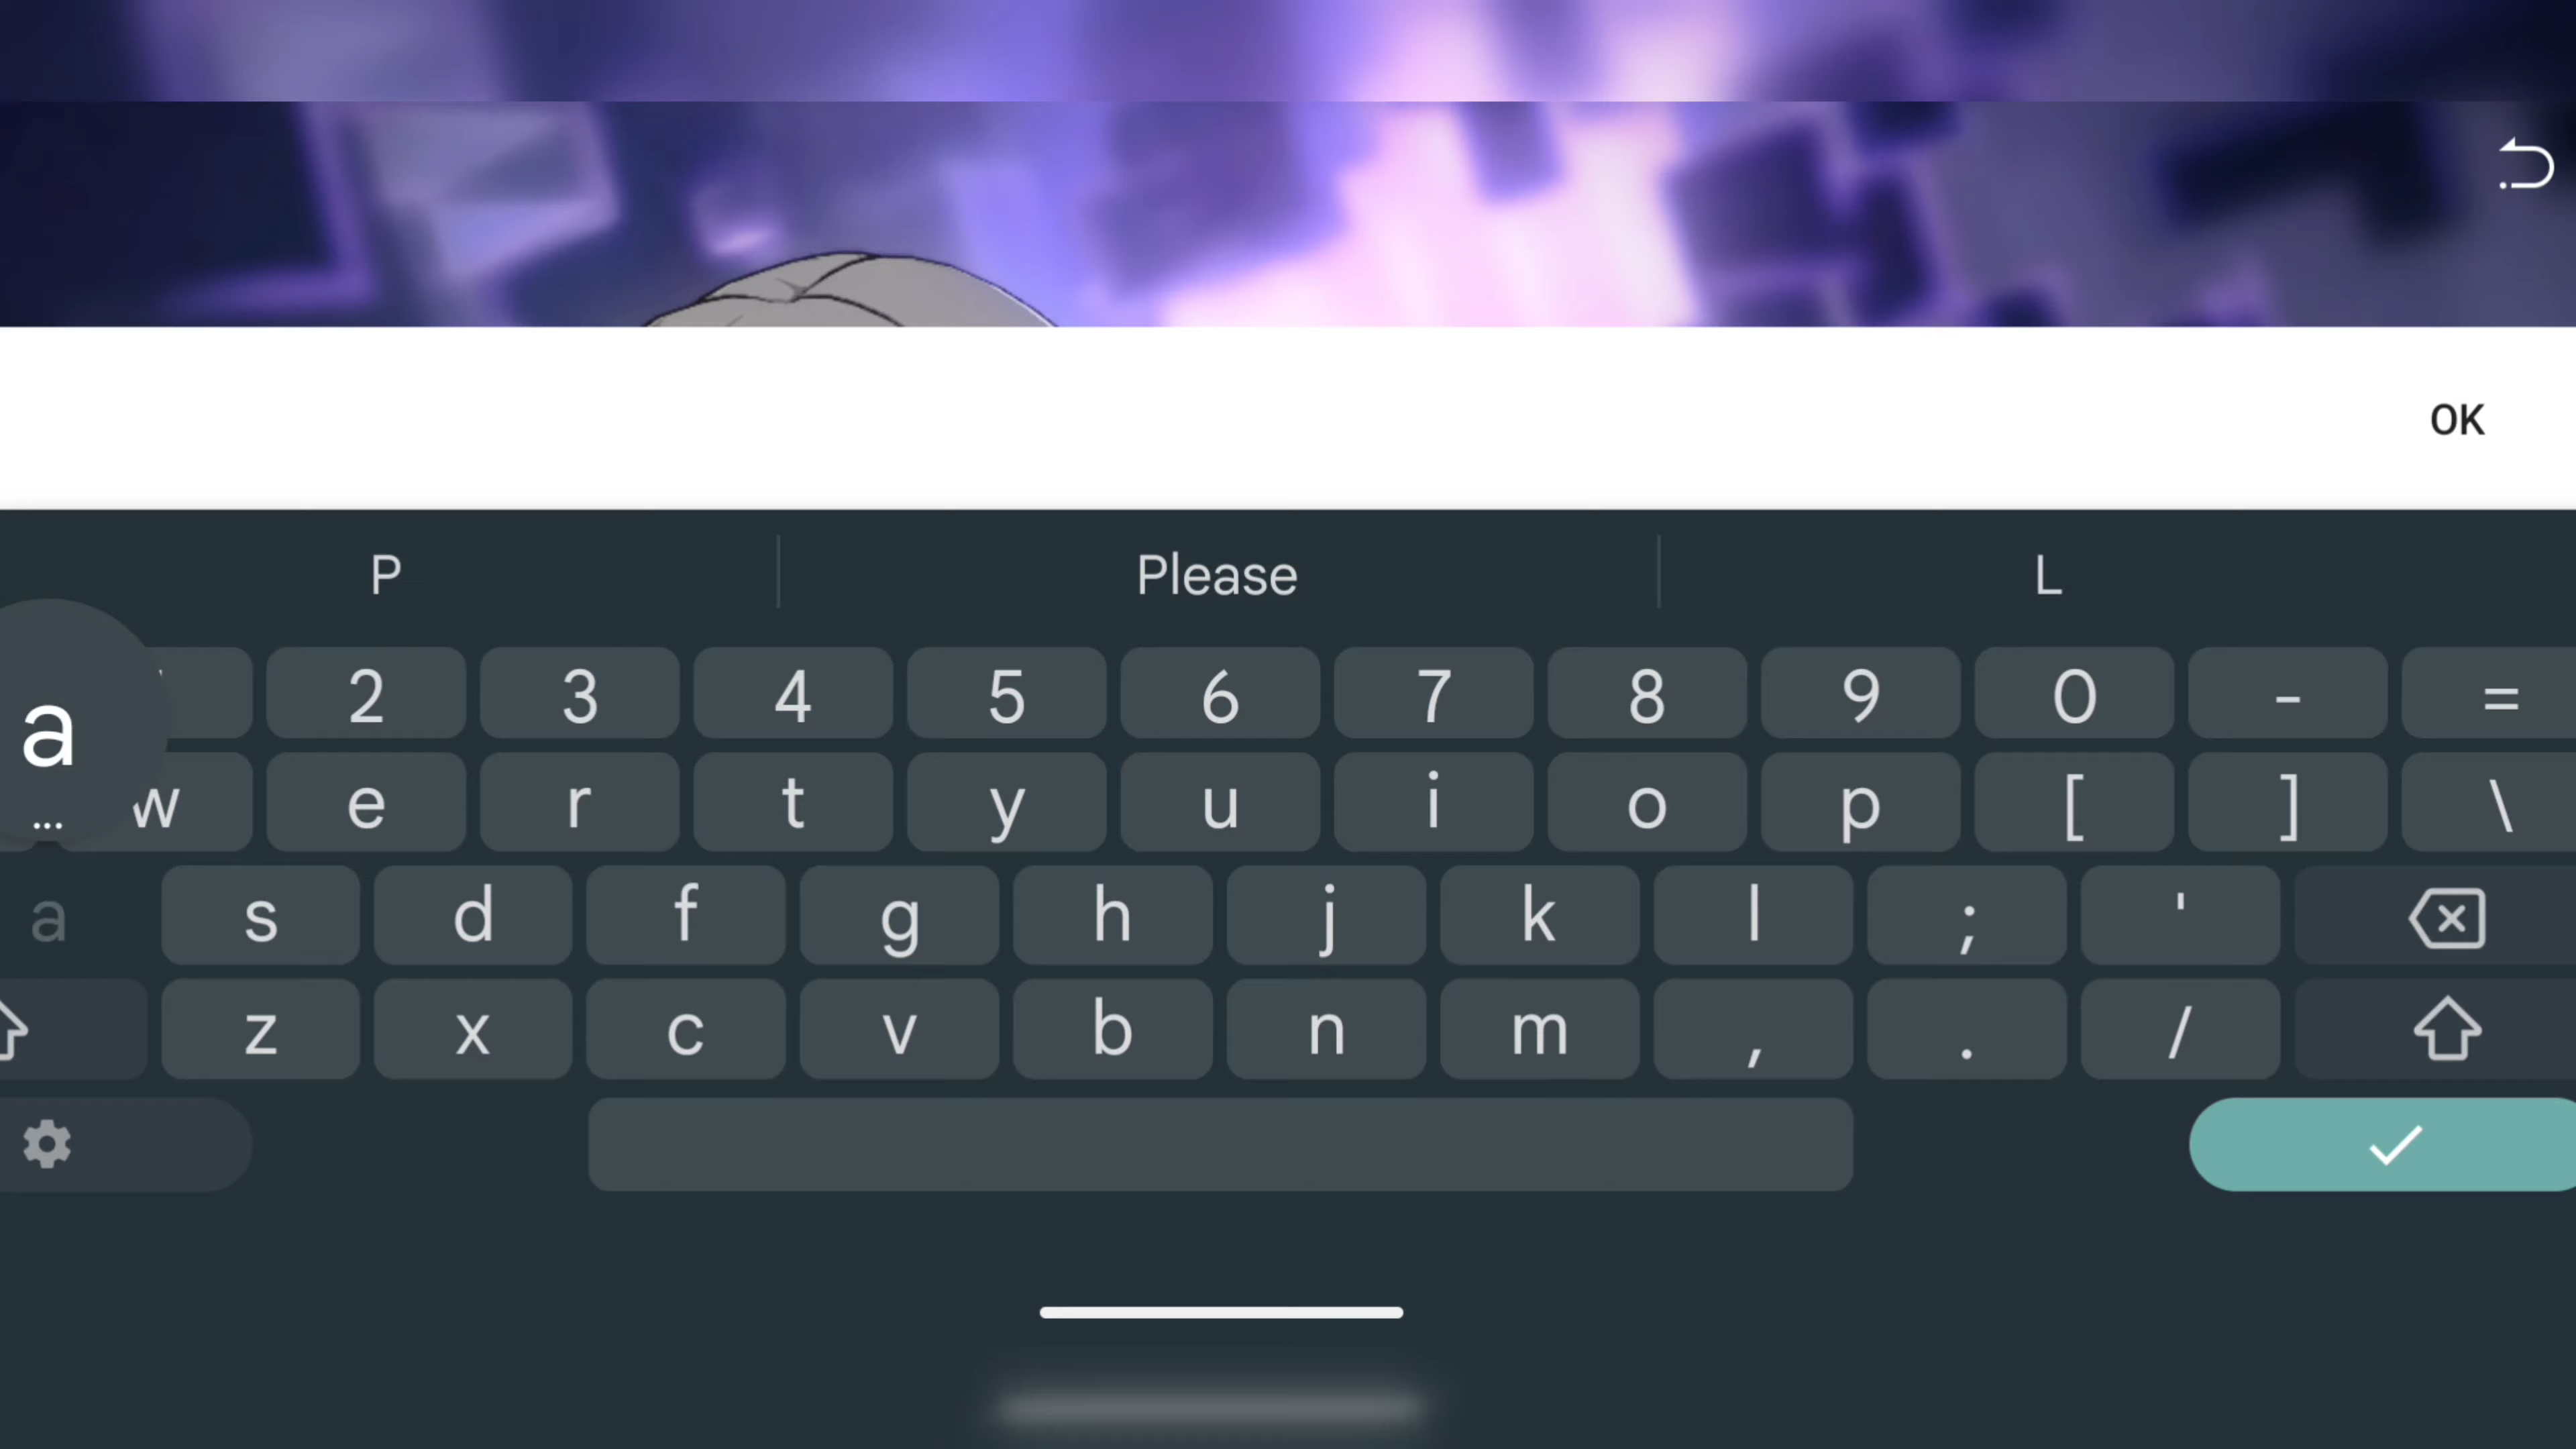 OK
P Please L
2 3 4 5 6 7 8 9 0 - =
a
w e r t y u i o p [ ] \
...
a s d f g h j k l ; '
z x c v b n m , . /